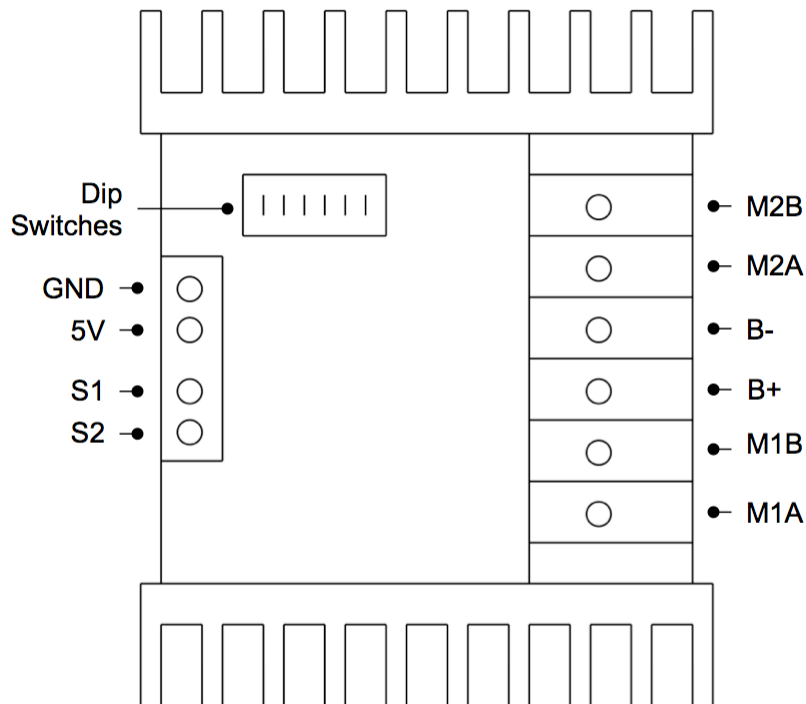 Dip
Switches
GND
5V
S1
S2
M2B
M2A
B-
B+
M1B
M1A